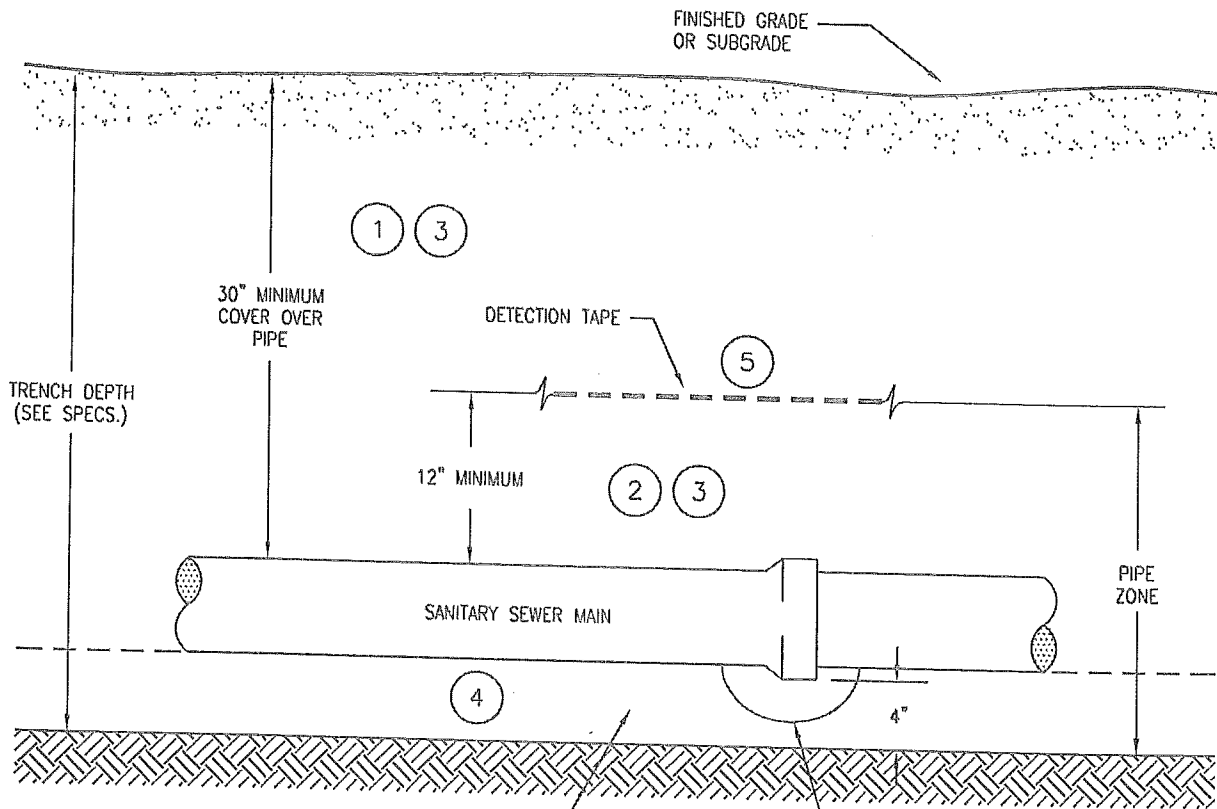 FINISHED GRADE
OR SUBGRADE
1 3
30" MINIMUM
COVER OVER
PIPE
DETECTION TAPE
5
TRENCH DEPTH
(SEE SPECS.)
12" MINIMUM
2 3
PIPE
ZONE
SANITARY SEWER MAIN
4
4"